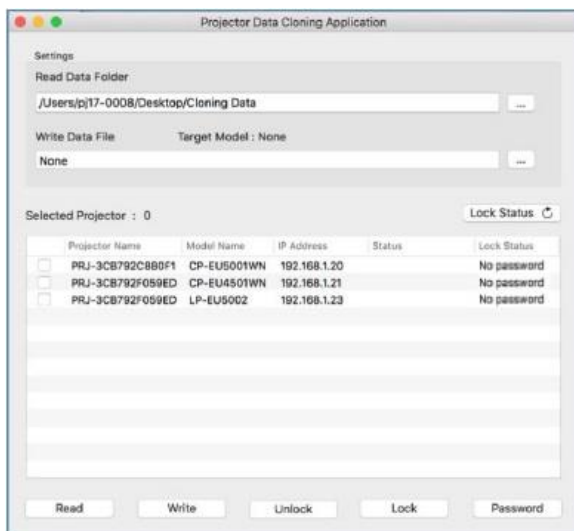 Projector Data Cloning Application
Settings
Read Data Folder
/Users/pj17-0008/Desktop/Cloning Data ...
Write Data File Target Model : None
None ...
Selected Projector : 0 Lock Status
Projector Name Model Name IP Address Status Lock Status
PRJ-3CB792C8B0F1 CP-EU5001WN 192.168.1.20 No password
PRJ-3CB792F059ED CP-EU4501WN 192.168.1.21 No password
PRJ-3CB792F059ED LP-EU5002 192.168.1.23 No password
Read Write Unlock Lock Password